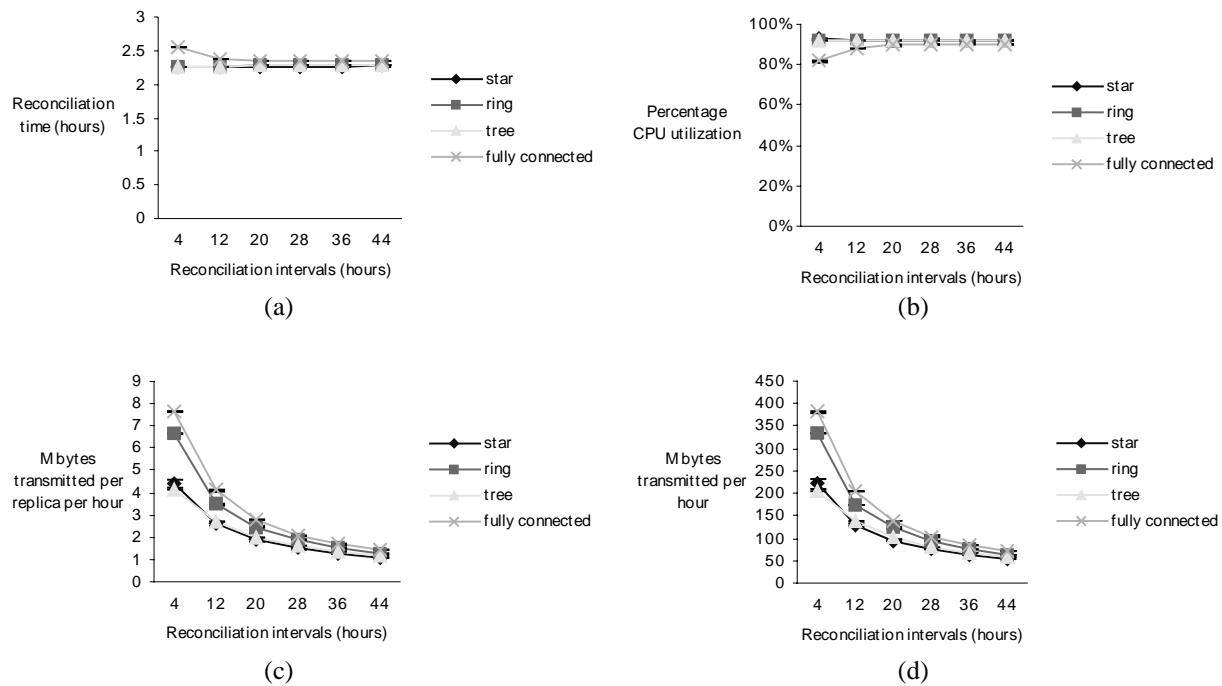 3
2.5
2
1.5
1
0.5
0
Reconciliation
time (hours)
4 12 20 28 36 44
Reconciliation intervals (hours)
star
ring
tree
fully connected
(a)
100%
80%
60%
40%
20%
0%
Percentage
CPU utilization
4 12 20 28 36 44
Reconciliation intervals (hours)
star
ring
tree
fully connected
(b)
9
8
7
6
5
4
3
2
1
0
Mbytes
transmitted per
replica per hour
4 12 20 28 36 44
Reconciliation intervals (hours)
star
ring
tree
fully connected
(c)
450
400
350
300
250
200
150
100
50
0
Mbytes
transmitted per
hour
4 12 20 28 36 44
Reconciliation intervals (hours)
star
ring
tree
fully connected
(d)